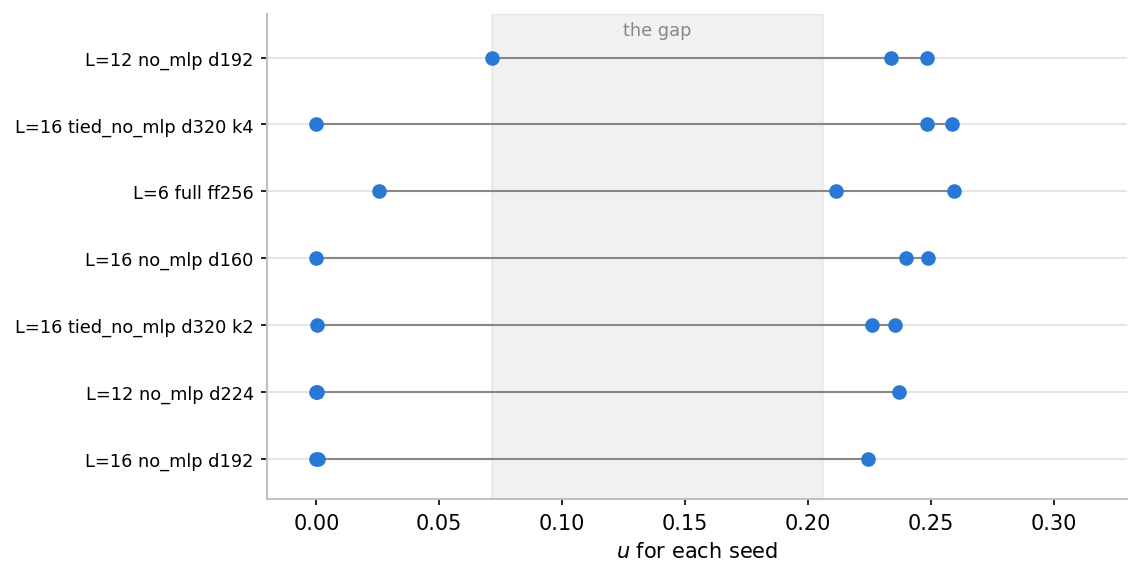 the gap
L=12 no_mlp d192
L=16 tied_no_mlp d320 k4
L=6 full ff256
L=16 no_mlp d160
L=16 tied_no_mlp d320 k2
L=12 no_mlp d224
L=16 no_mlp d192
0.00 0.05 0.10 0.15 0.20 0.25 0.30
u for each seed